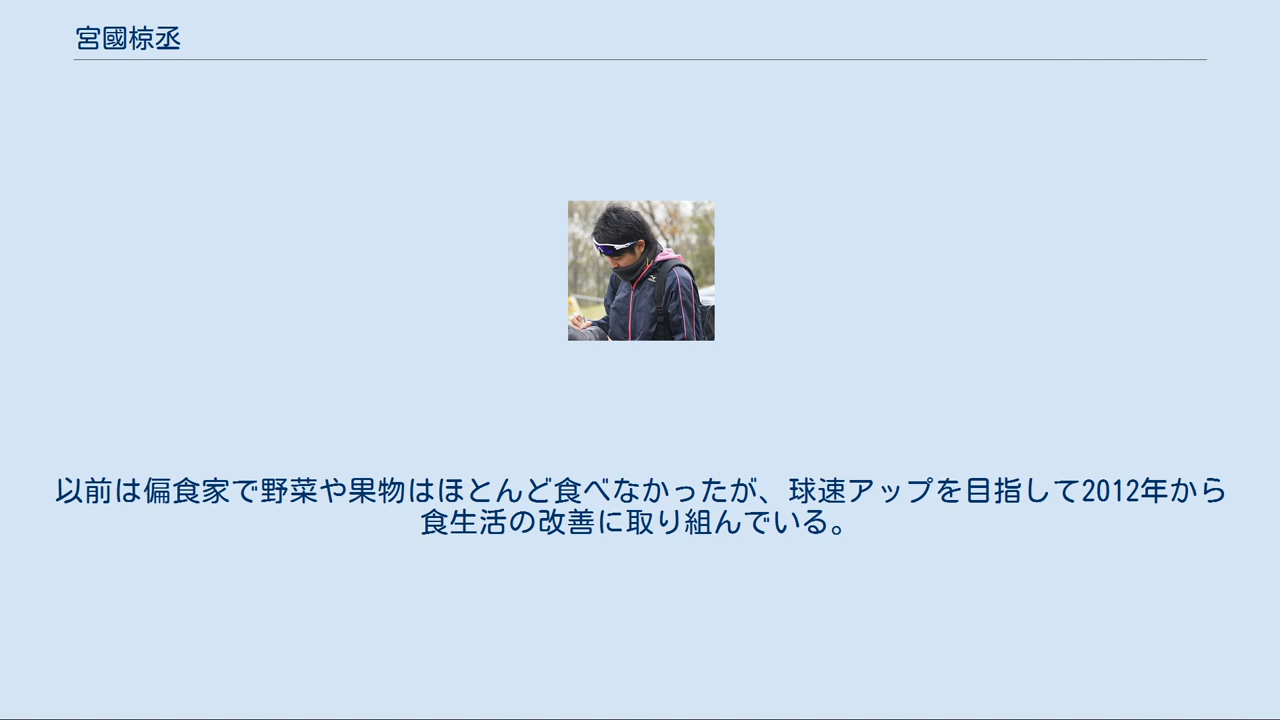 宮國椋丞
以前は偏食家で野菜や果物はほとんど食べなかったが、球速アップを目指して2012年から
食生活の改善に取り組んでいる。